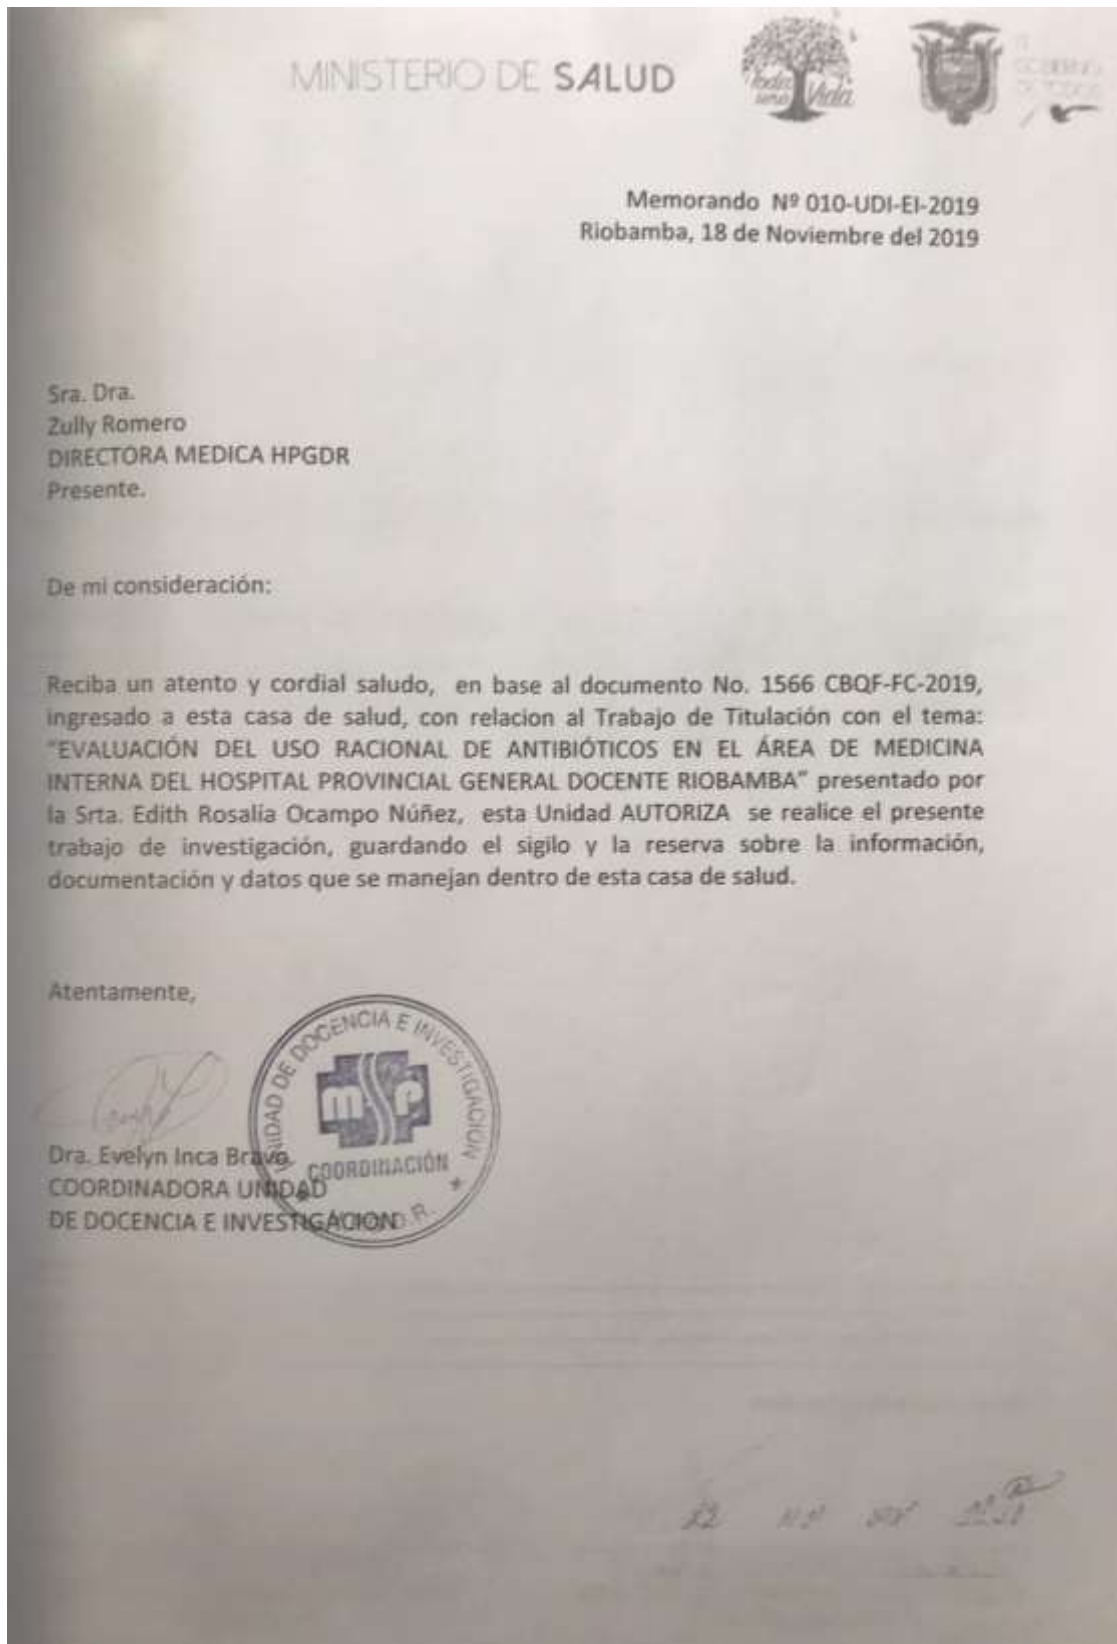 MINISTERIO DE SALUD
Toda una Vida
Memorando Nº 010-UDI-EI-2019
Riobamba, 18 de Noviembre del 2019
Sra. Dra.
Zully Romero
DIRECTORA MEDICA HPGDR
Presente.
De mi consideración:
Reciba un atento y cordial saludo, en base al documento No. 1566 CBQF-FC-2019,
ingresado a esta casa de salud, con relacion al Trabajo de Titulación con el tema:
"EVALUACIÓN DEL USO RACIONAL DE ANTIBIÓTICOS EN EL ÁREA DE MEDICINA
INTERNA DEL HOSPITAL PROVINCIAL GENERAL DOCENTE RIOBAMBA" presentado por
la Srta. Edith Rosalía Ocampo Núñez, esta Unidad AUTORIZA se realice el presente
trabajo de investigación, guardando el sigilo y la reserva sobre la información,
documentación y datos que se manejan dentro de esta casa de salud.
Atentamente,
UNIDAD DE DOCENCIA E INVESTIGACION
msp
COORDINACIÓN
Dra. Evelyn Inca Bravo
COORDINADORA UNIDAD
DE DOCENCIA E INVESTIGACION